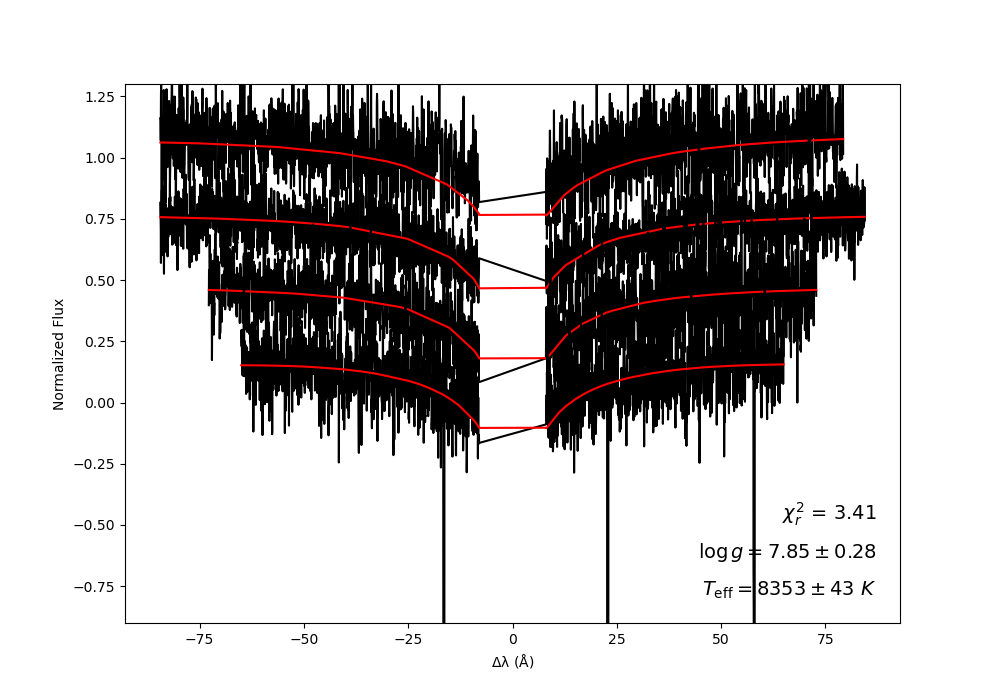 1.25
1.00
0.75
0.50
0.25
0.00
−0.25
−0.50
−0.75
Normalized Flux
−75 −50 −25 0 25 50 75
Δλ (Å)
χ²ᵣ = 3.41
log g = 7.85 ± 0.28
T_eff = 8353 ± 43 K